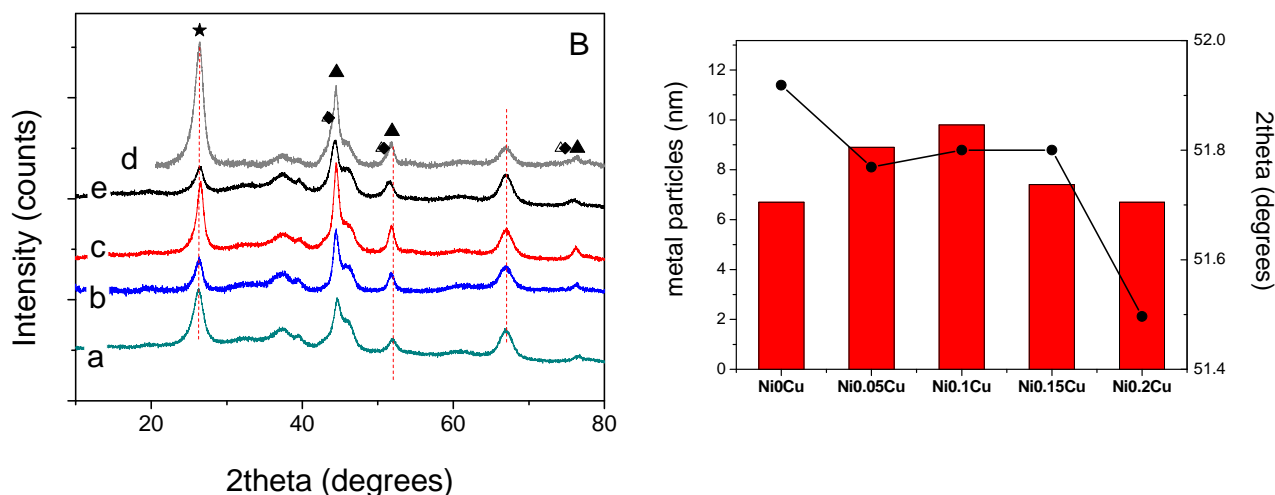 B
d
e
c
b
a
Intensity (counts)
20
40
60
80
2theta (degrees)
metal particles (nm)
12
10
8
6
4
2
0
Ni0Cu
Ni0.05Cu
Ni0.1Cu
Ni0.15Cu
Ni0.2Cu
52.0
51.8
51.6
51.4
2theta (degrees)